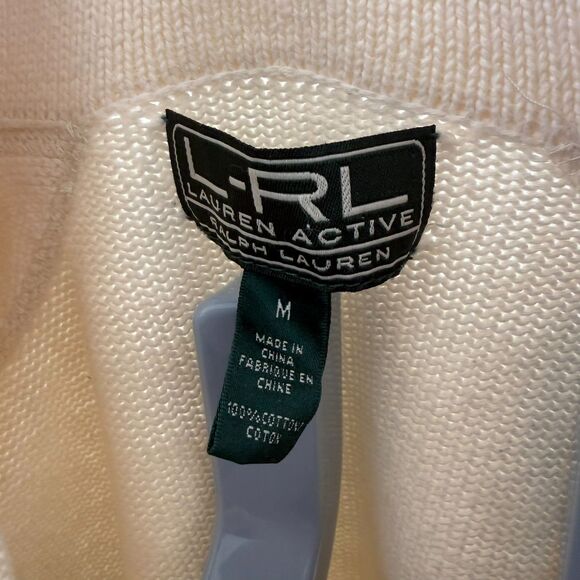 L-RL
LAUREN ACTIVE
RALPH LAUREN
M
MADE IN
CHINA
FABRIQUE EN
CHINE
100% COTTON/
COTON